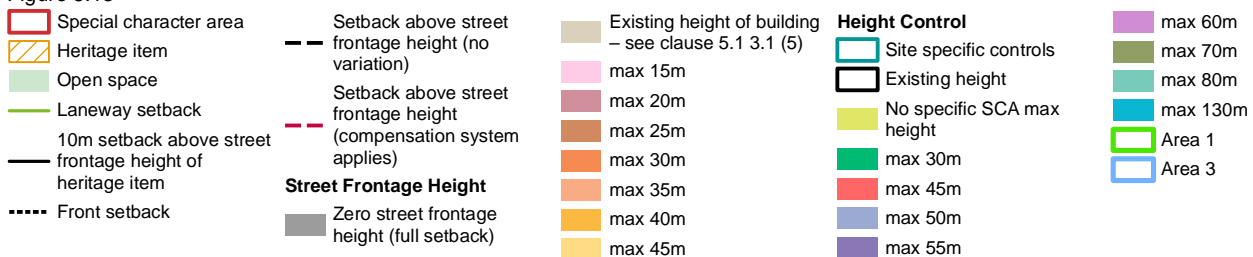 Special character area
Heritage item
Open space
Laneway setback
10m setback above street
frontage height of
heritage item
Front setback
Setback above street
frontage height (no
variation)
Setback above street
frontage height
(compensation system
applies)
Street Frontage Height
Zero street frontage
height (full setback)
Existing height of building
– see clause 5.1 3.1 (5)
max 15m
max 20m
max 25m
max 30m
max 35m
max 40m
max 45m
Height Control
Site specific controls
Existing height
No specific SCA max
height
max 30m
max 45m
max 50m
max 55m
max 60m
max 70m
max 80m
max 130m
Area 1
Area 3